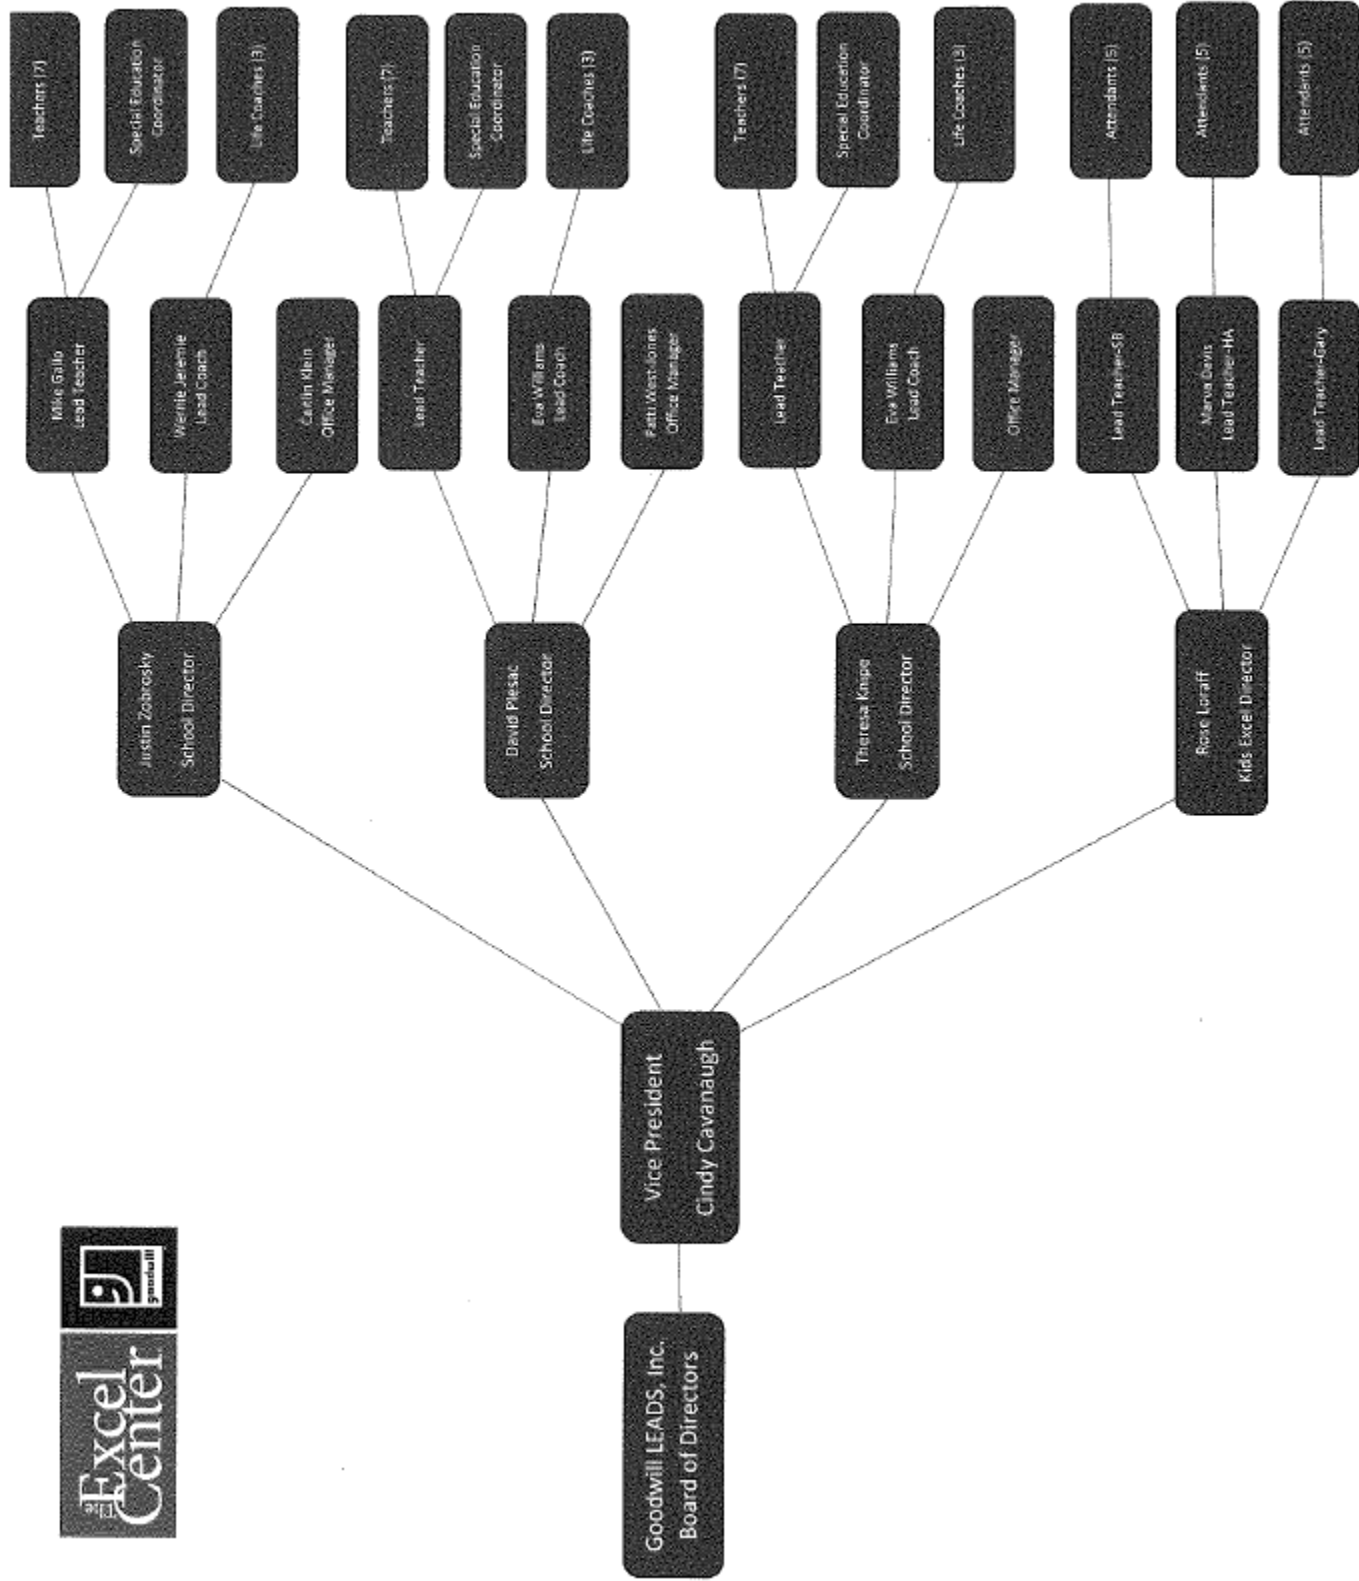 The
Excel
Center
goodwill
Goodwill LEADS, Inc.
Board of Directors
Vice President
Cindy Cavanaugh
Justin Zobrosky
School Director
David Plesac
School Director
Theresa Knipe
School Director
Rose Loraff
Kids Excel Director
Mike Gallo
Lead Teacher
Wernie Jeremie
Lead Coach
Caitlin Klein
Office Manager
Lead Teacher
Eva Williams
Lead Coach
Patti West-Jones
Office Manager
Lead Teacher
Eva Williams
Lead Coach
Office Manager
Lead Teacher-SB
Davis
Lead Teacher-HA
Lead Teacher-Gary
Teachers (7)
Special Education
Coordinator
Life Coaches (3)
Teachers (7)
Special Education
Coordinator
Life Coaches (3)
Teachers (7)
Special Education
Coordinator
Life Coaches (3)
Attendants (5)
Attendants (5)
Attendants (5)